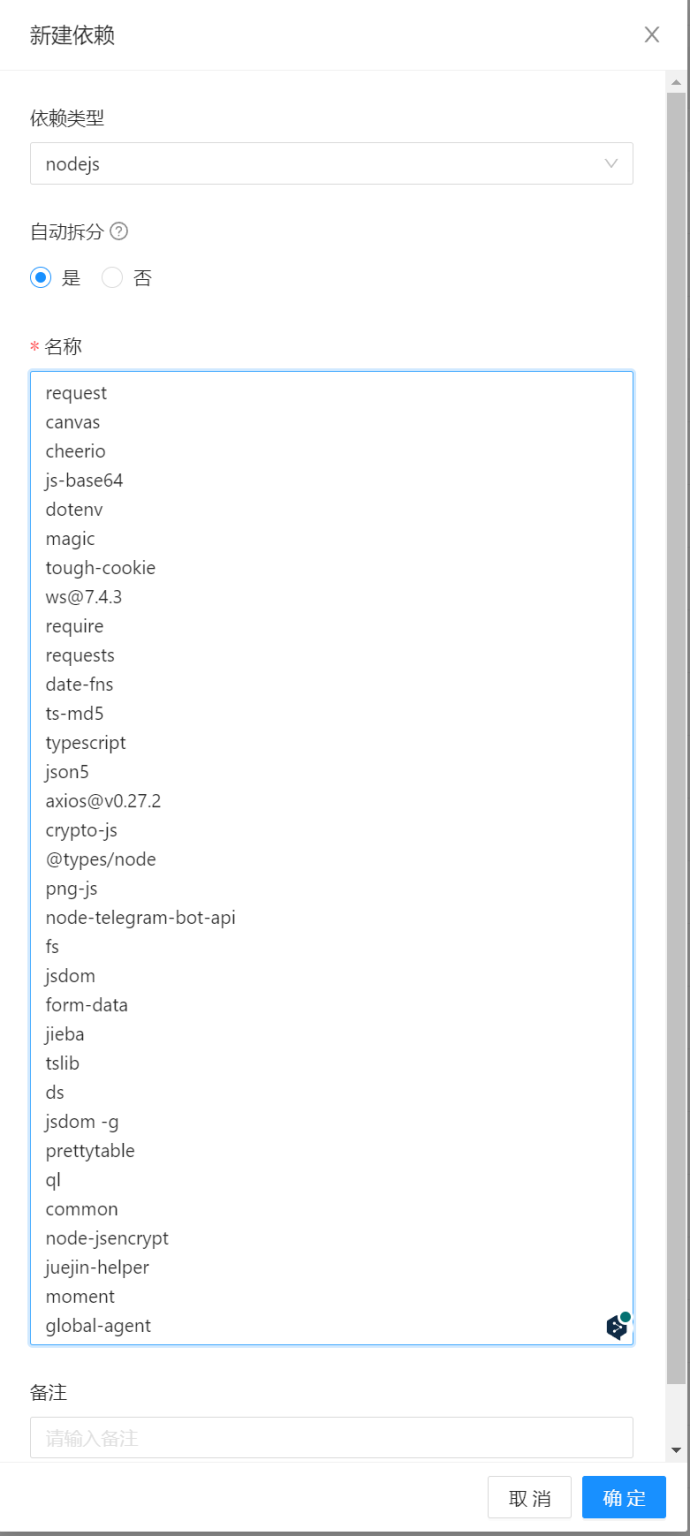 新建依赖
依赖类型
nodejs
自动拆分
是 否
* 名称
request
canvas
cheerio
js-base64
dotenv
magic
tough-cookie
ws@7.4.3
require
requests
date-fns
ts-md5
typescript
json5
axios@v0.27.2
crypto-js
@types/node
png-js
node-telegram-bot-api
fs
jsdom
form-data
jieba
tslib
ds
jsdom -g
prettytable
ql
common
node-jsencrypt
juejin-helper
moment
global-agent
备注
请输入备注
取 消 确 定